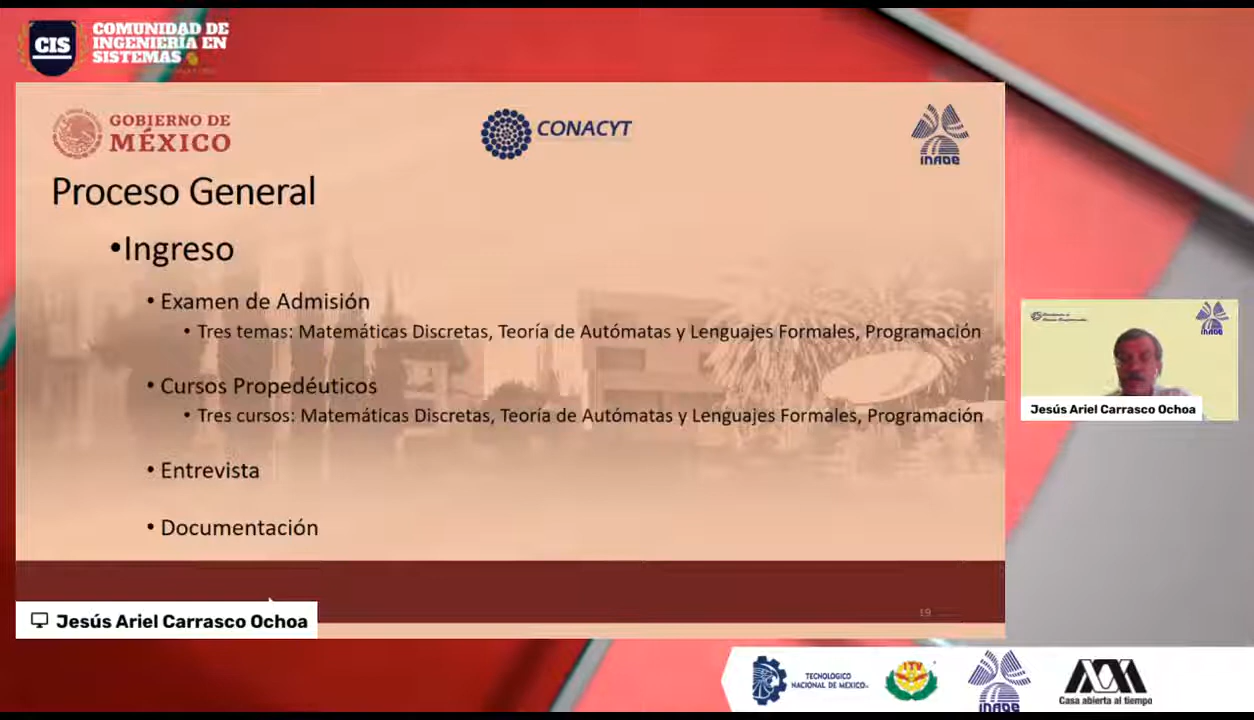 CIS
COMUNIDAD DE
INGENIERÍA EN
SISTEMAS
GOBIERNO DE
MÉXICO
CONACYT
INAOE
Proceso General
•Ingreso
• Examen de Admisión
• Tres temas: Matemáticas Discretas, Teoría de Autómatas y Lenguajes Formales, Programación
• Cursos Propedéuticos
• Tres cursos: Matemáticas Discretas, Teoría de Autómatas y Lenguajes Formales, Programación
• Entrevista
• Documentación
19
Jesús Ariel Carrasco Ochoa
INAOE
Jesús Ariel Carrasco Ochoa
TECNOLÓGICO
NACIONAL DE MÉXICO
ITV
INAOE
Casa abierta al tiempo